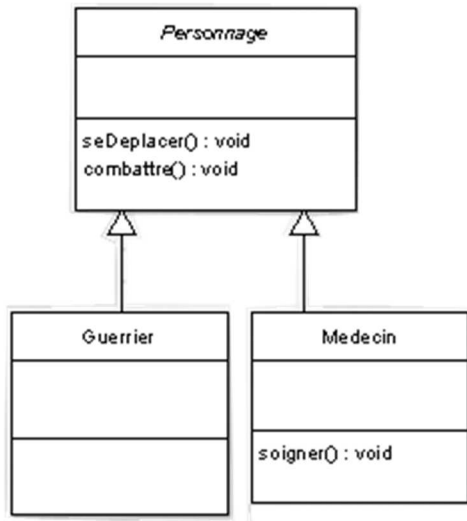 Personnage
seDeplacer() : void
combattre() : void
Guerrier
Medecin
soigner() : void